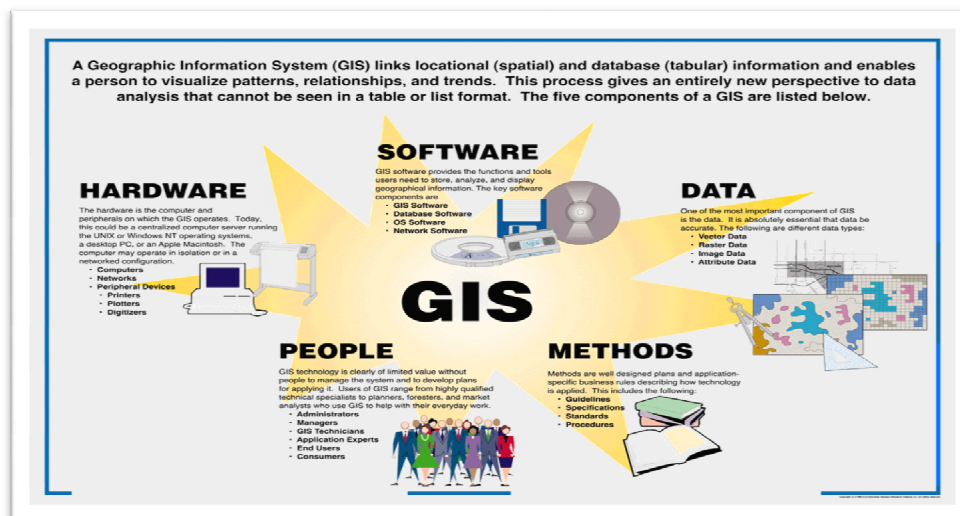 A Geographic Information System (GIS) links locational (spatial) and database (tabular) information and enables
a person to visualize patterns, relationships, and trends. This process gives an entirely new perspective to data
analysis that cannot be seen in a table or list format. The five components of a GIS are listed below.
SOFTWARE
GIS software provides the functions and tools
users need to store, analyze, and display
geographical information. The key software
components are
• GIS Software
• Database Software
• OS Software
• Network Software
HARDWARE
The hardware is the computer and
peripherals on which the GIS operates. Today,
this could be a centralized computer server running
the UNIX or Windows NT operating systems,
a desktop PC, or an Apple Macintosh. The
computer may operate in isolation or in a
networked configuration.
• Computers
• Networks
• Peripheral Devices
• Printers
• Plotters
• Digitizers
DATA
One of the most important component of GIS
is the data. It is absolutely essential that data be
accurate. The following are different data types:
• Vector Data
• Raster Data
• Image Data
• Attribute Data
GIS
PEOPLE
GIS technology is clearly of limited value without
people to manage the system and to develop plans
for applying it. Users of GIS range from highly qualified
technical specialists to planners, foresters, and market
analysts who use GIS to help with their everyday work.
• Administrators
• Managers
• GIS Technicians
• Application Experts
• End Users
• Consumers
METHODS
Methods are well designed plans and application-
specific business rules describing how technology
is applied. This includes the following:
• Guidelines
• Specifications
• Standards
• Procedures